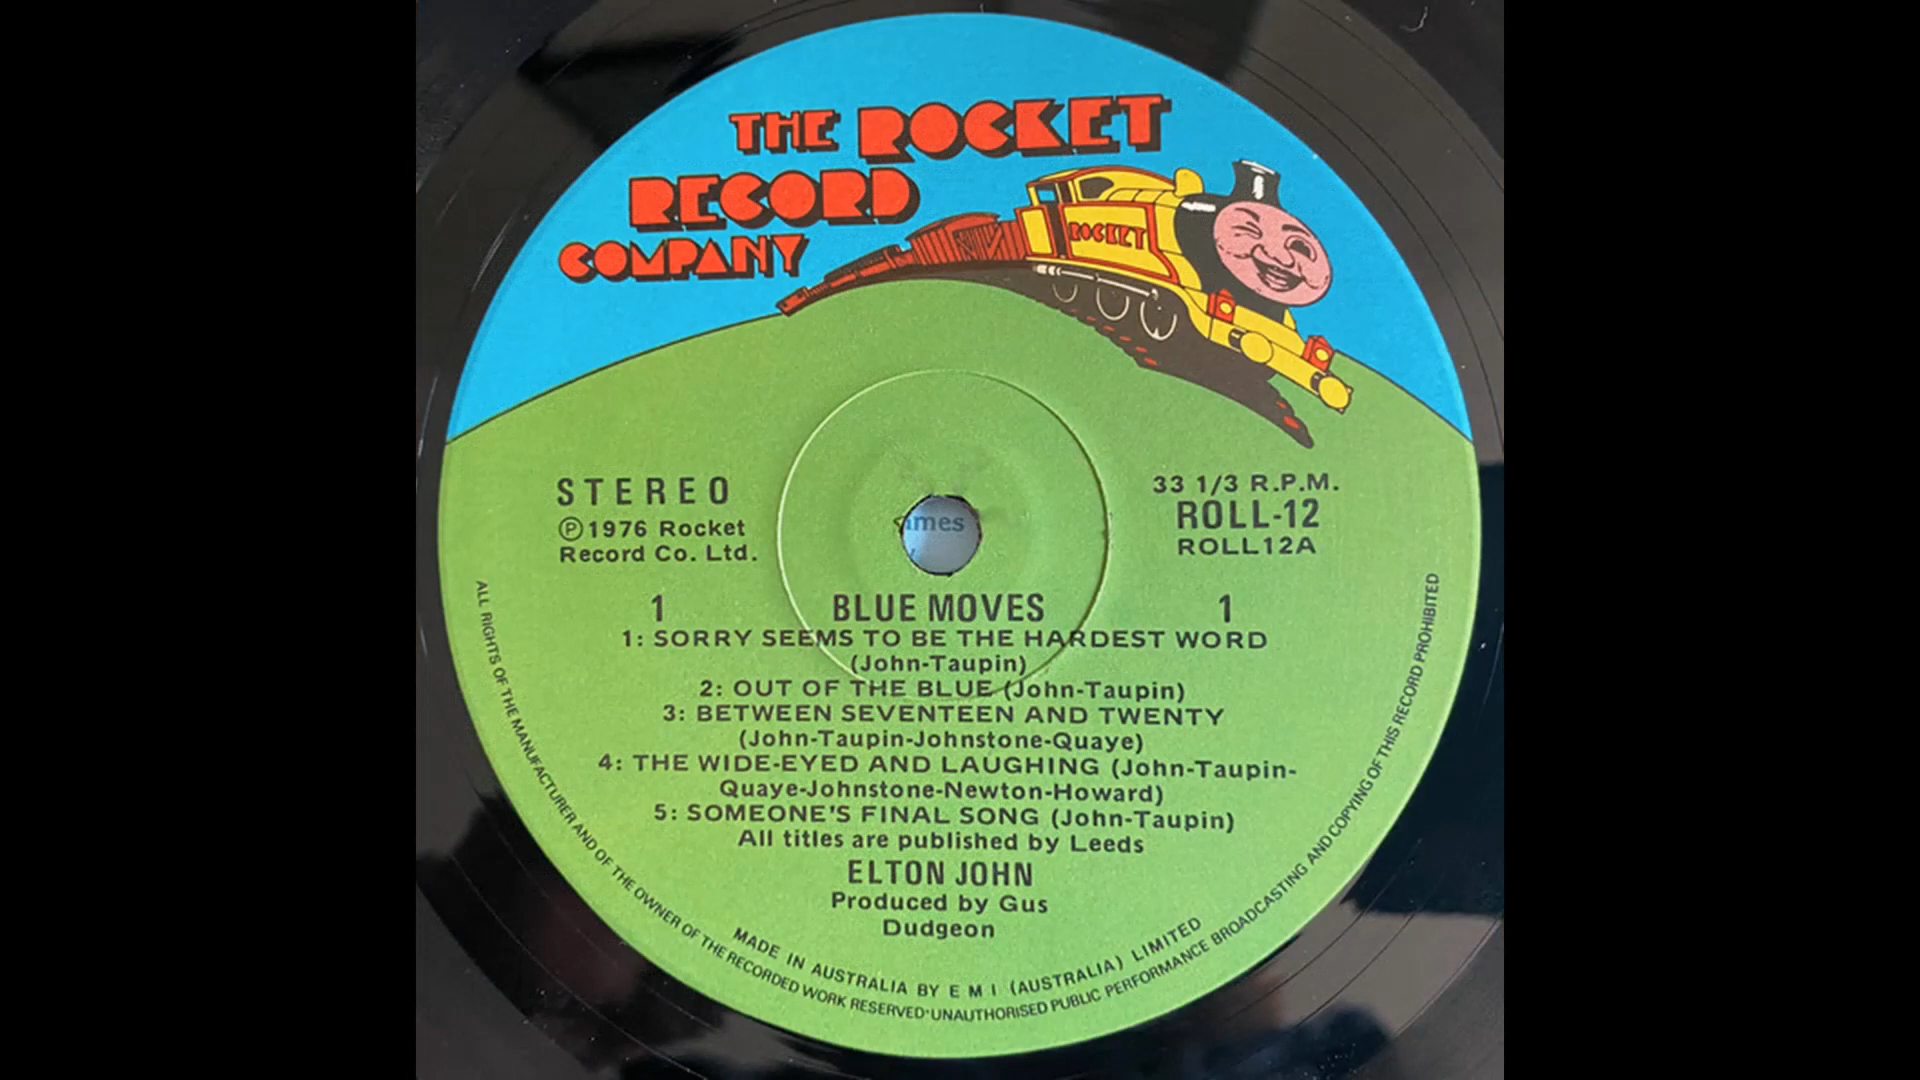 THE ROCKET
RECORD
COMPANY
ROCKET
STEREO
Ⓟ1976 Rocket
Record Co. Ltd.
33 1/3 R.P.M.
ROLL-12
ROLL12A
imes
1 BLUE MOVES 1
1: SORRY SEEMS TO BE THE HARDEST WORD
(John-Taupin)
2: OUT OF THE BLUE (John-Taupin)
3: BETWEEN SEVENTEEN AND TWENTY
(John-Taupin-Johnstone-Quaye)
4: THE WIDE-EYED AND LAUGHING (John-Taupin-
Quaye-Johnstone-Newton-Howard)
5: SOMEONE'S FINAL SONG (John-Taupin)
All titles are published by Leeds
ELTON JOHN
Produced by Gus
Dudgeon
MADE IN AUSTRALIA BY E M I (AUSTRALIA) LIMITED
ALL RIGHTS OF THE MANUFACTURER AND OF THE OWNER OF THE RECORDED WORK RESERVED·UNAUTHORISED PUBLIC PERFORMANCE BROADCASTING AND COPYING OF THIS RECORD PROHIBITED